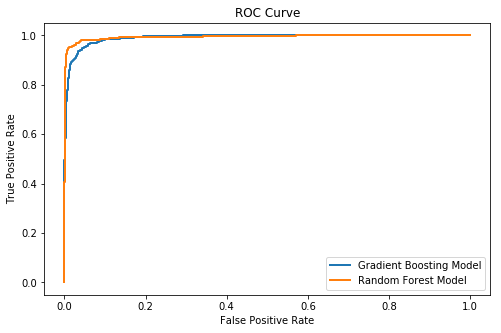 ROC Curve
True Positive Rate
1.0
0.8
0.6
0.4
0.2
0.0
0.0 0.2 0.4 0.6 0.8 1.0
False Positive Rate
Gradient Boosting Model
Random Forest Model